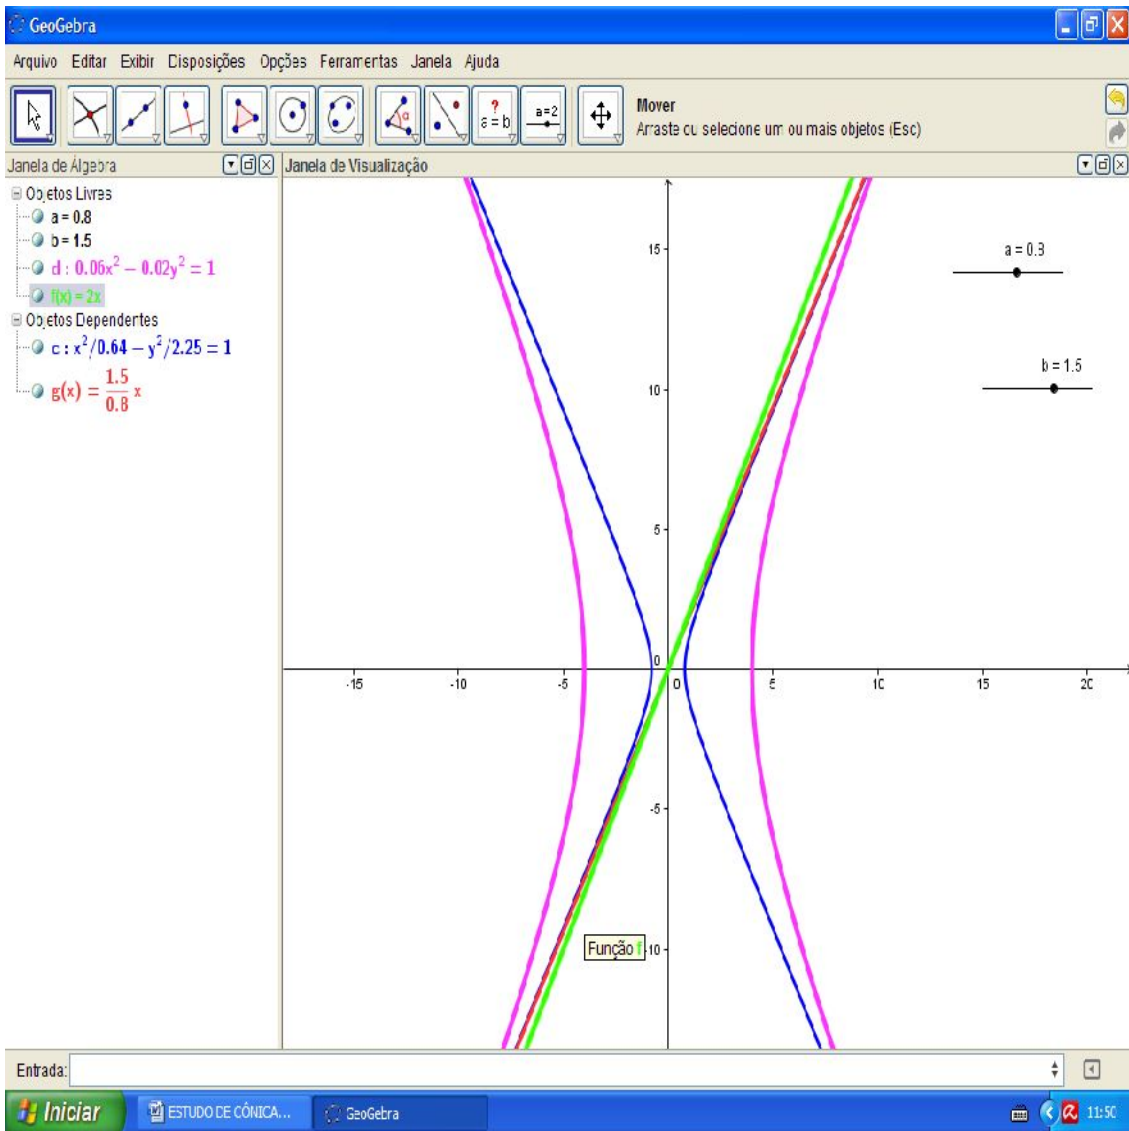 GeoGebra
Arquivo Editar Exibir Disposições Opções Ferramentas Janela Ajuda
? a = b
a=2
Mover
Arraste ou selecione um ou mais objetos (Esc)
Janela de Álgebra
Janela de Visualização
Objetos Livres
a = 0.8
b = 1.5
d : 0.06x² − 0.02y² = 1
f(x) = 2x
Objetos Dependentes
c : x²/0.64 − y²/2.25 = 1
g(x) = 1.5/0.8 x
a = 0.8
b = 1.5
15
10
5
0
-5
-10
-15 -10 -5 0 5 10 15 20
Função f
Entrada:
Iniciar
ESTUDO DE CÔNICA...
GeoGebra
11:50